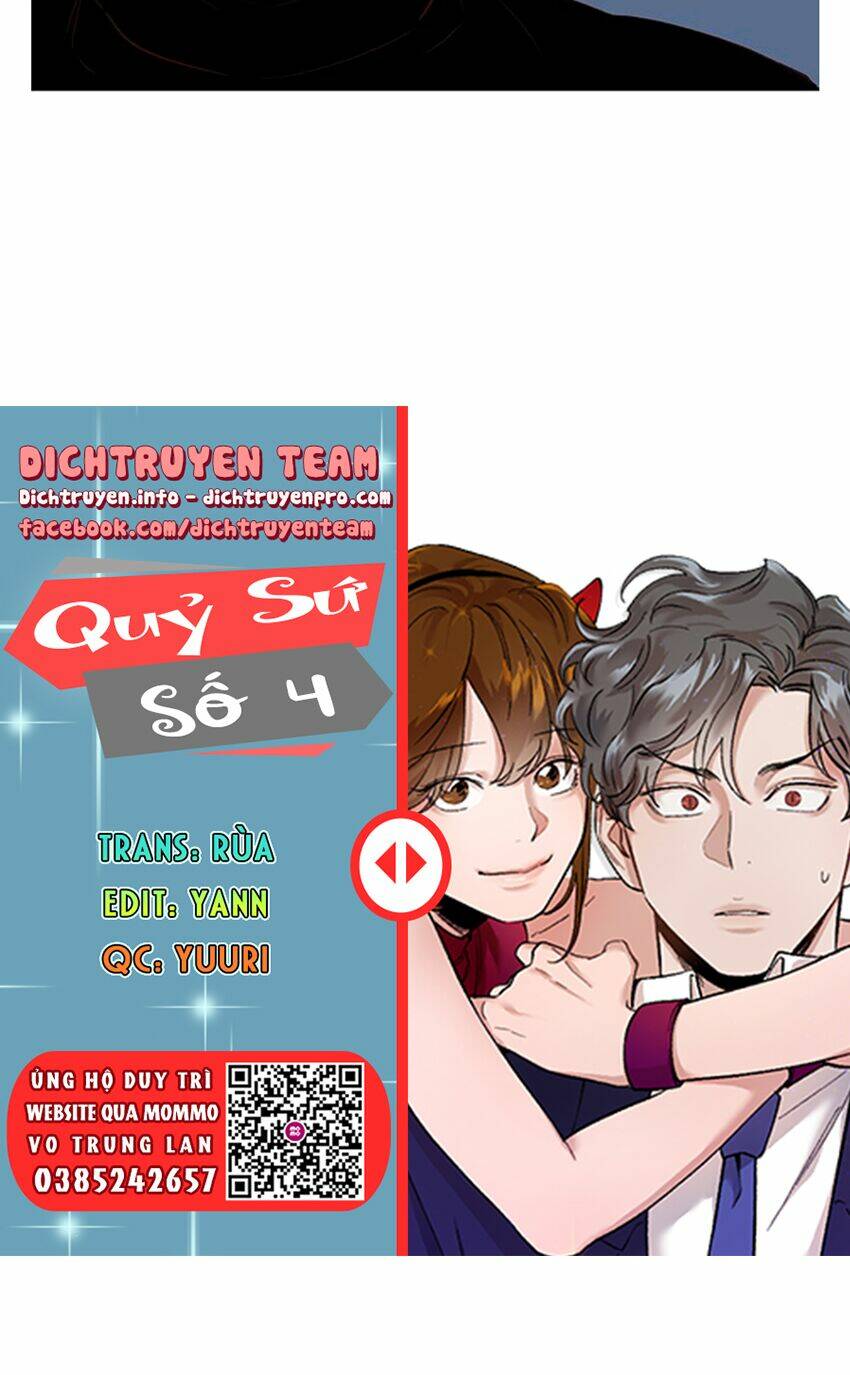 DICHTRUYEN TEAM
Dichtruyen.info - dichtruyenpro.com
facebook.com/dichtruyenteam
Quỷ Sứ
Số 4
TRANS: RÙA
EDIT: YANN
QC: YUURI
ỦNG HỘ DUY TRÌ
WEBSITE QUA MOMMO
VO TRUNG LAN
0385242657